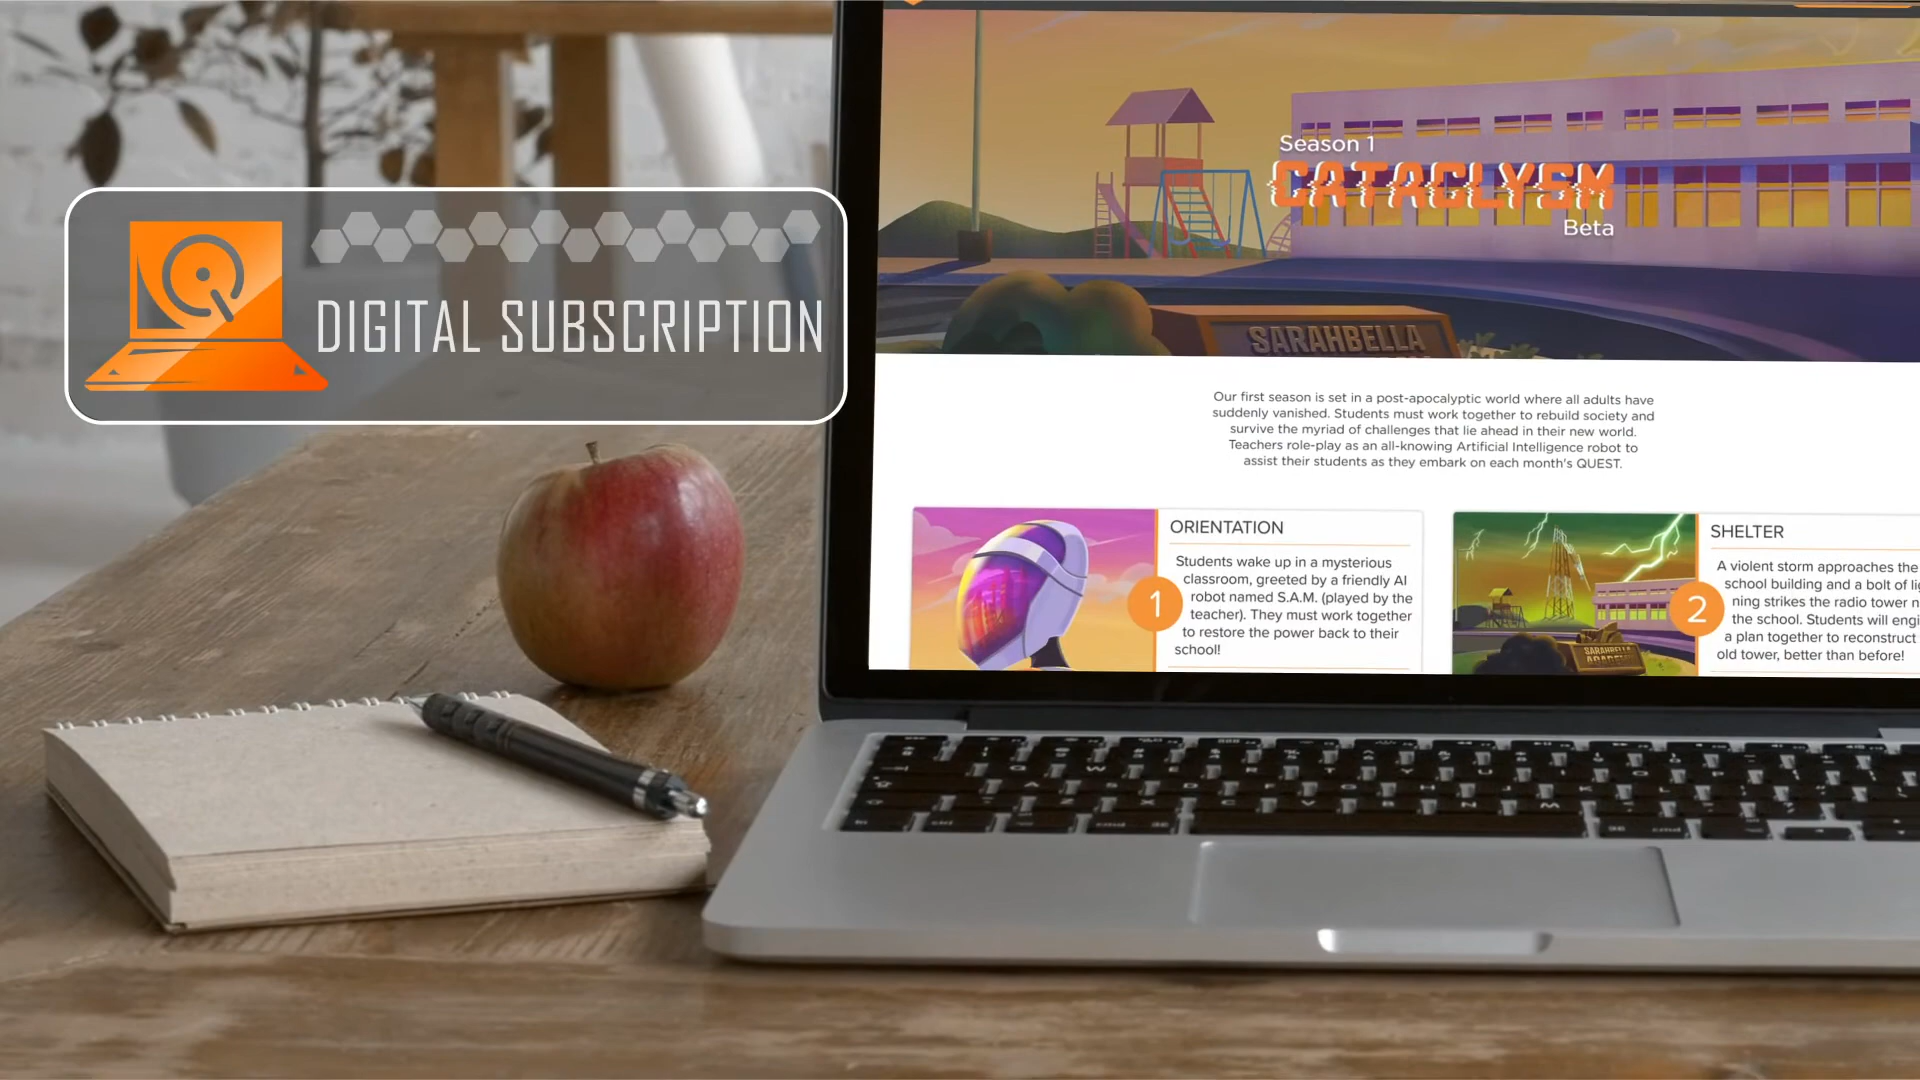 DIGITAL SUBSCRIPTION
Season 1
CATACLYSM
Beta
SARAHBELLA
Our first season is set in a post-apocalyptic world where all adults have
suddenly vanished. Students must work together to rebuild society and
survive the myriad of challenges that lie ahead in their new world.
Teachers role-play as an all-knowing Artificial Intelligence robot to
assist their students as they embark on each month's QUEST.
1
ORIENTATION
Students wake up in a mysterious
classroom, greeted by a friendly AI
robot named S.A.M. (played by the
teacher). They must work together
to restore the power back to their
school!
2
SHELTER
A violent storm approaches the
school building and a bolt of
ning strikes the radio tower
the school. Students will
a plan together to reconstruct
old tower, better than before!
SARAHBELLA
ACADEMY